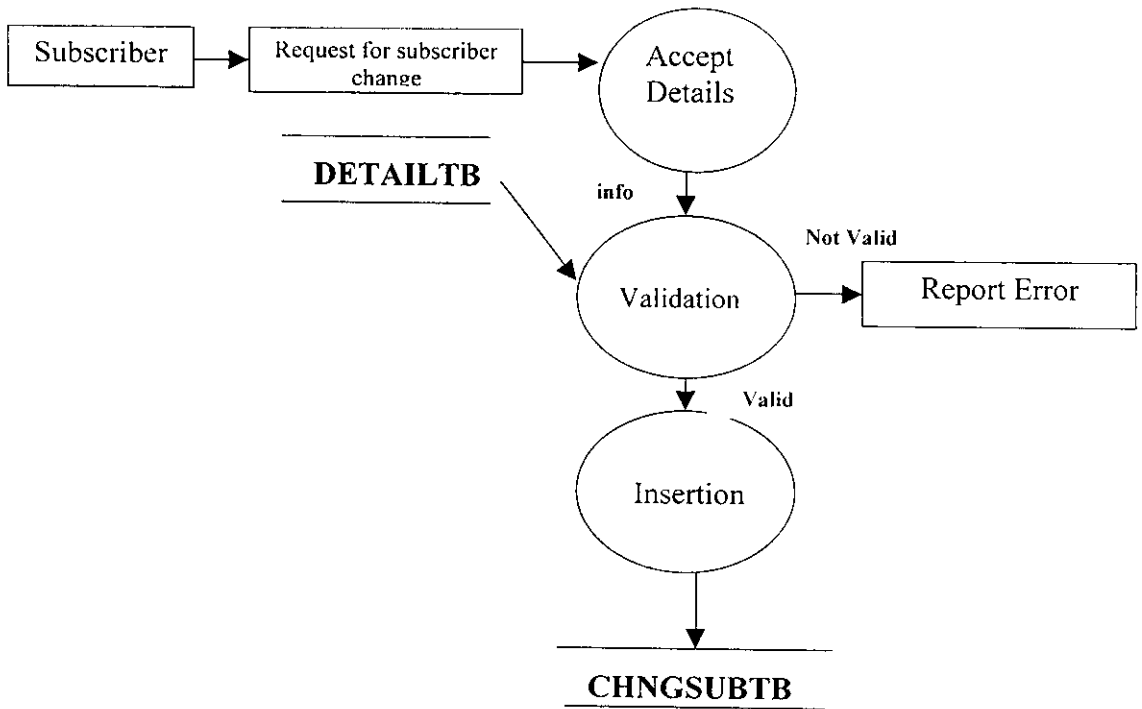 Subscriber
Request for subscriber
change
Accept
Details
DETAILTB
info
Not Valid
Validation
Report Error
Valid
Insertion
CHNGSUBTB